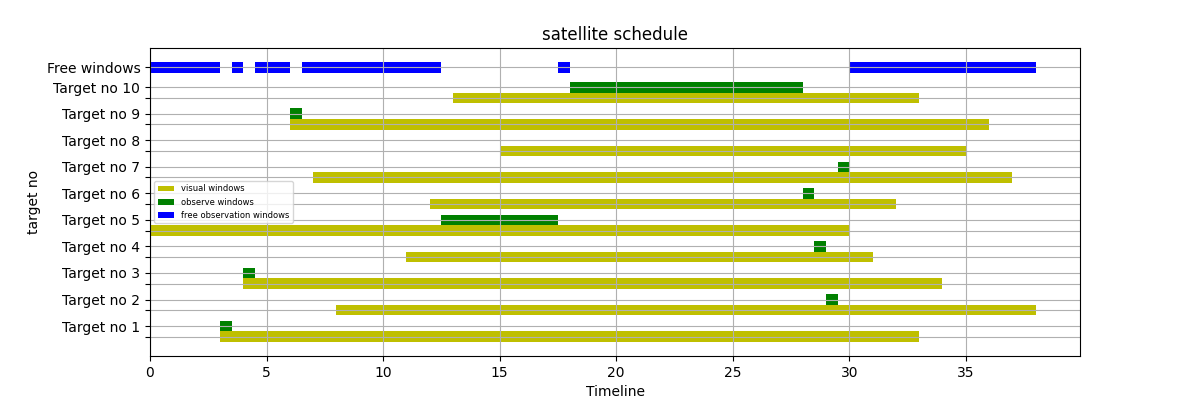 satellite schedule
Free windows
Target no 10
Target no 9
Target no 8
Target no 7
Target no 6
Target no 5
Target no 4
Target no 3
Target no 2
Target no 1
target no
visual windows
observe windows
free observation windows
0 5 10 15 20 25 30 35
Timeline